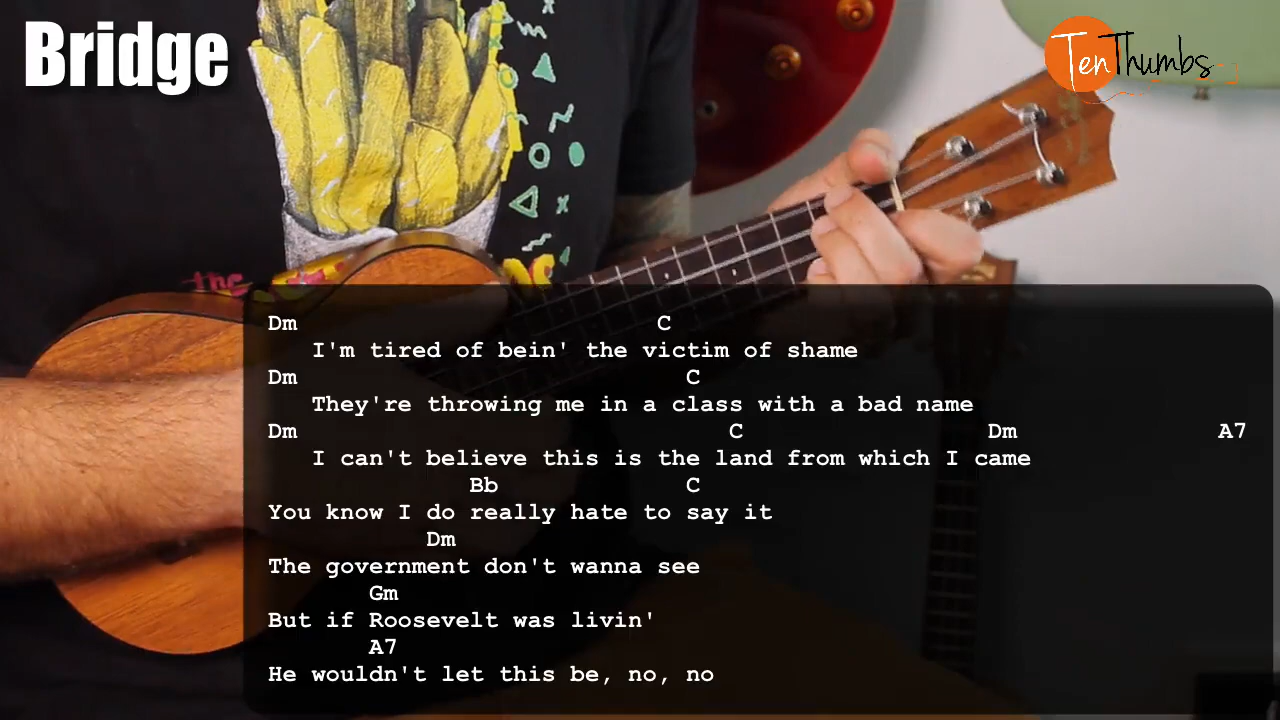 Bridge
TenThumbs
the
Dm C
I'm tired of bein' the victim of shame
Dm C
They're throwing me in a class with a bad name
Dm C Dm A7
I can't believe this is the land from which I came
Bb C
You know I do really hate to say it
Dm
The government don't wanna see
Gm
But if Roosevelt was livin'
A7
He wouldn't let this be, no, no